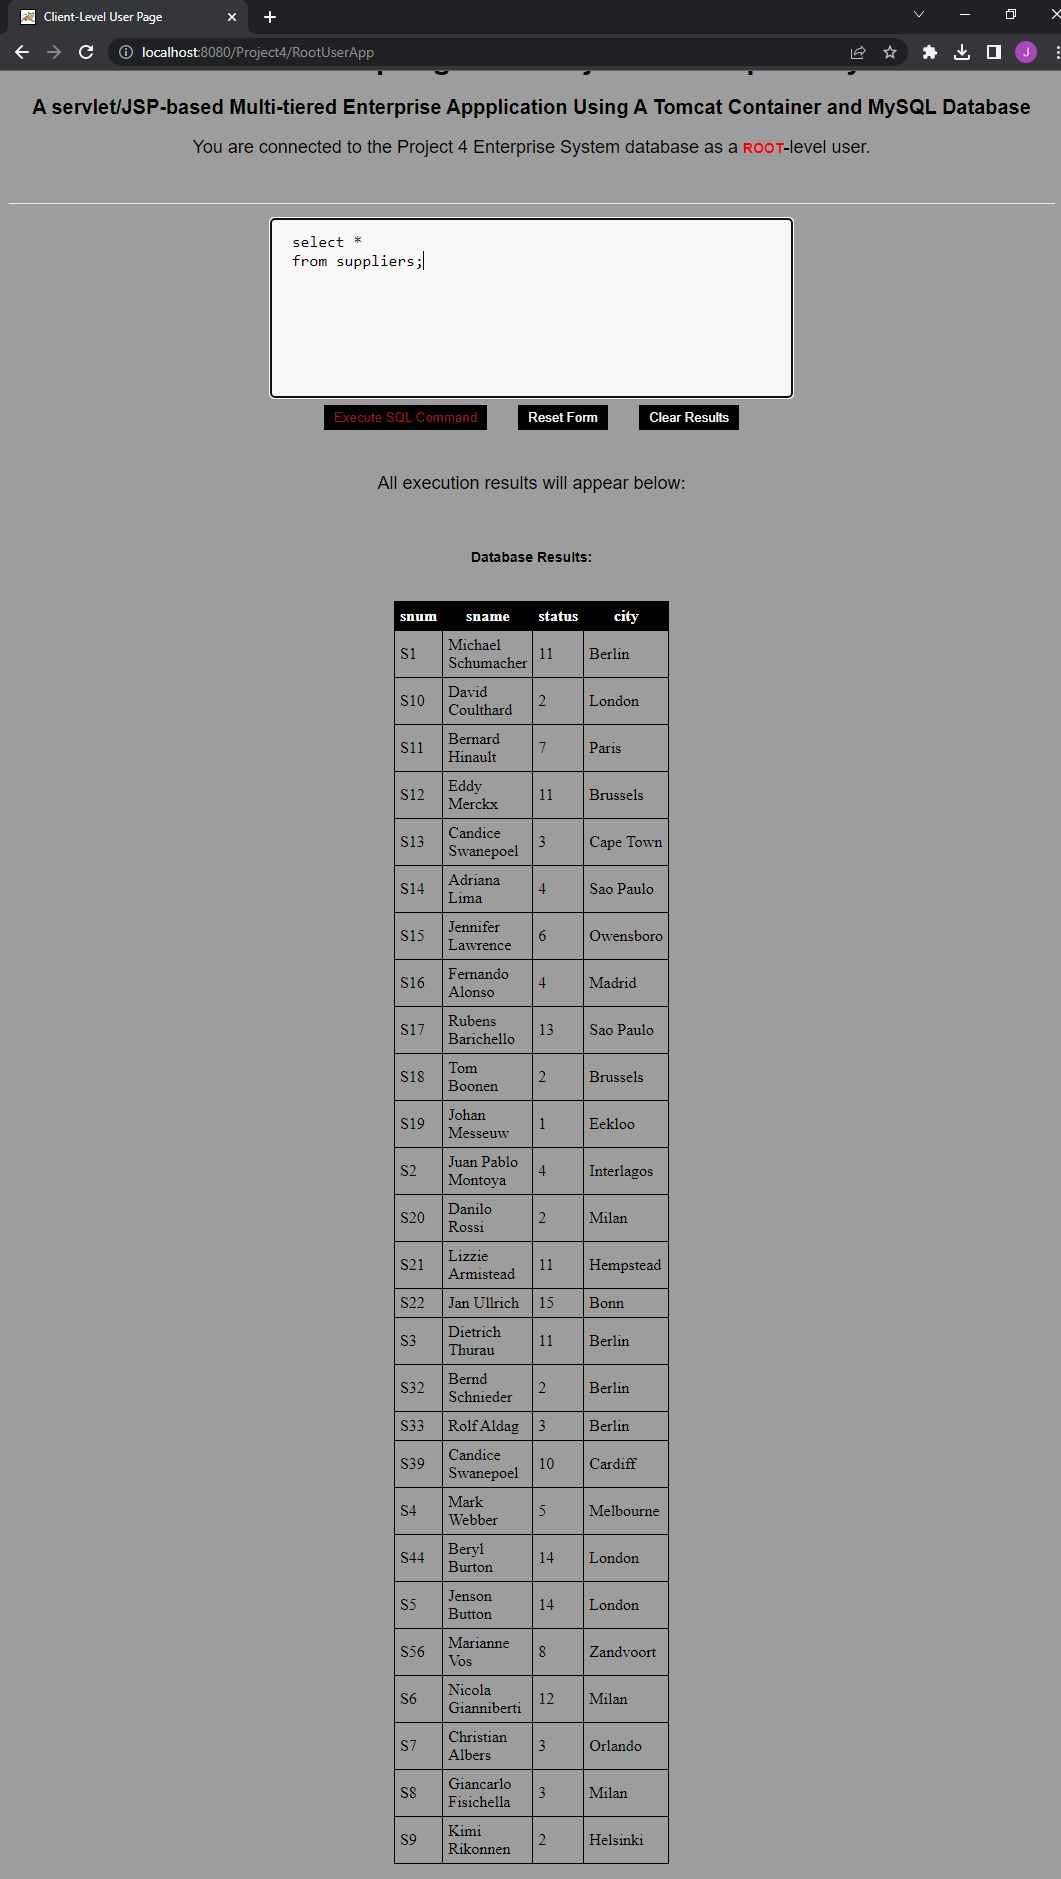 Client-Level User Page
localhost:8080/Project4/RootUserApp
J
A servlet/JSP-based Multi-tiered Enterprise Appplication Using A Tomcat Container and MySQL Database
You are connected to the Project 4 Enterprise System database as a ROOT-level user.
select *
from suppliers;
Execute SQL Command Reset Form Clear Results
All execution results will appear below:
Database Results:
snum sname status city
S1 Michael Schumacher 11 Berlin
S10 David Coulthard 2 London
S11 Bernard Hinault 7 Paris
S12 Eddy Merckx 11 Brussels
S13 Candice Swanepoel 3 Cape Town
S14 Adriana Lima 4 Sao Paulo
S15 Jennifer Lawrence 6 Owensboro
S16 Fernando Alonso 4 Madrid
S17 Rubens Barichello 13 Sao Paulo
S18 Tom Boonen 2 Brussels
S19 Johan Messeuw 1 Eekloo
S2 Juan Pablo Montoya 4 Interlagos
S20 Danilo Rossi 2 Milan
S21 Lizzie Armistead 11 Hempstead
S22 Jan Ullrich 15 Bonn
S3 Dietrich Thurau 11 Berlin
S32 Bernd Schnieder 2 Berlin
S33 Rolf Aldag 3 Berlin
S39 Candice Swanepoel 10 Cardiff
S4 Mark Webber 5 Melbourne
S44 Beryl Burton 14 London
S5 Jenson Button 14 London
S56 Marianne Vos 8 Zandvoort
S6 Nicola Gianniberti 12 Milan
S7 Christian Albers 3 Orlando
S8 Giancarlo Fisichella 3 Milan
S9 Kimi Rikonnen 2 Helsinki